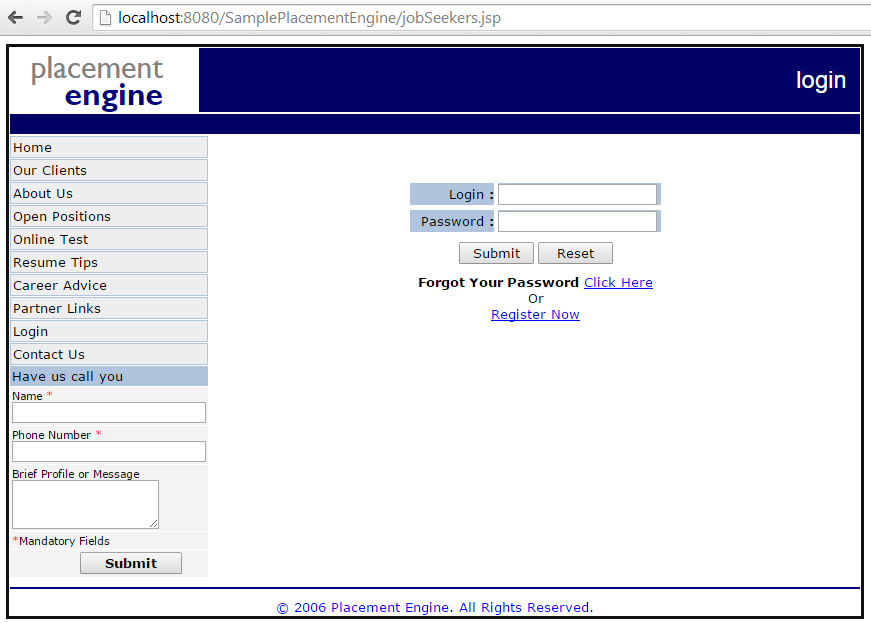 localhost:8080/SamplePlacementEngine/jobSeekers.jsp
placement
engine
login
Home
Our Clients
About Us
Open Positions
Online Test
Resume Tips
Career Advice
Partner Links
Login
Contact Us
Have us call you
Name *
Phone Number *
Brief Profile or Message
*Mandatory Fields
Submit
Login :
Password :
Submit Reset
Forgot Your Password Click Here
Or
Register Now
© 2006 Placement Engine. All Rights Reserved.